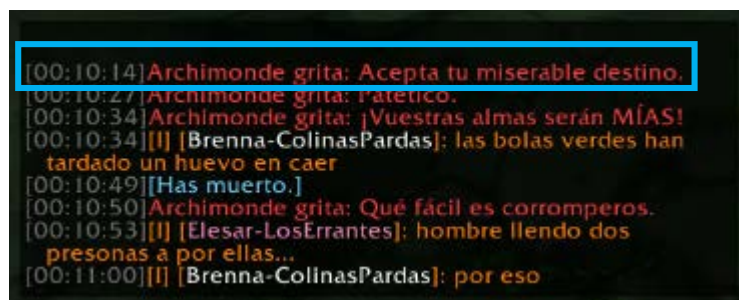 [00:10:14]Archimonde grita: Acepta tu miserable destino.
[00:10:27]Archimonde grita: Patético.
[00:10:34]Archimonde grita: ¡Vuestras almas serán MÍAS!
[00:10:34][I] [Brenna-ColinasPardas]: las bolas verdes han
tardado un huevo en caer
[00:10:49][Has muerto.]
[00:10:50]Archimonde grita: Qué fácil es corromperos.
[00:10:53][I] [Elesar-LosErrantes]: hombre llendo dos
presonas a por ellas...
[00:11:00][I] [Brenna-ColinasPardas]: por eso